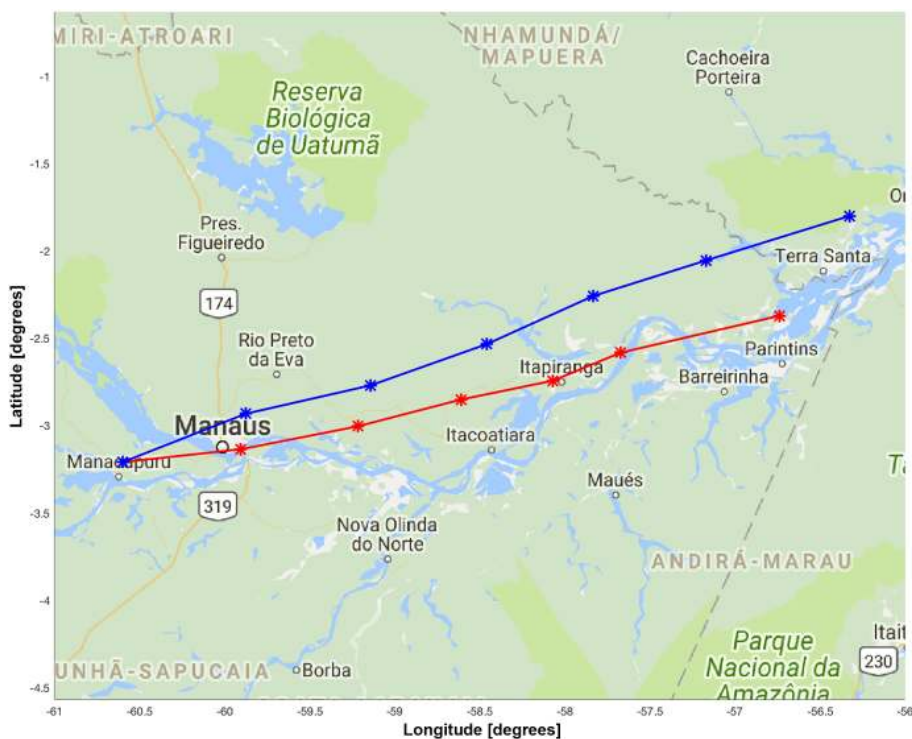 MIRI-ATROARI
NHAMUNDÁ/
MAPUERA
Cachoeira
Porteira
Reserva
Biológica
de Uatumã
Pres.
Figueiredo
Terra Santa
174
Rio Preto
da Eva
Itapiranga
Parintins
Barreirinha
Manaus
Itacoatiara
Manacapuru
319
Maués
Nova Olinda
do Norte
ANDIRÁ-MARAU
Parque
Nacional da
Amazônia
230
UNHÃ-SAPUCAIA
Borba
-1
-1.5
-2
-2.5
-3
-3.5
-4
-4.5
Latitude [degrees]
-61
-60.5
-60
-59.5
-59
-58.5
-58
-57.5
-57
-56.5
-56
Longitude [degrees]